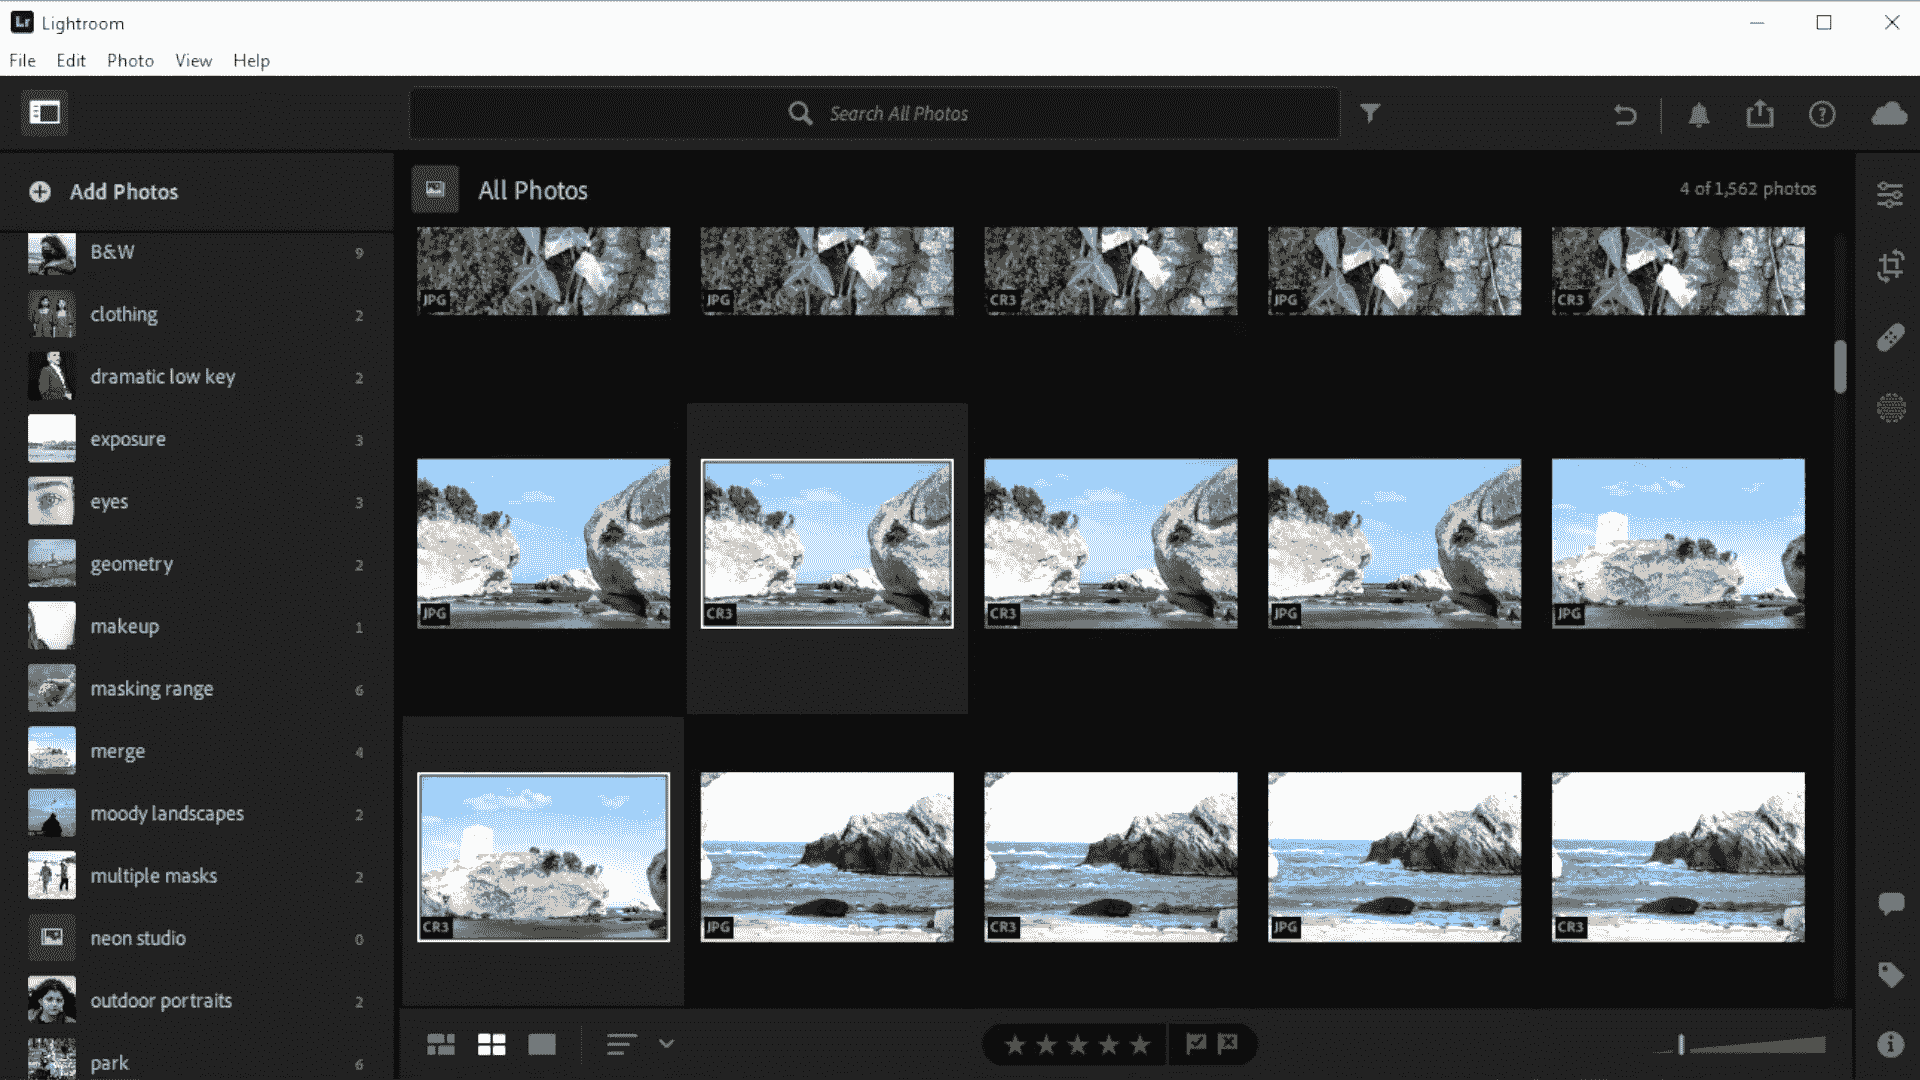 Lr Lightroom
File Edit Photo View Help
Search All Photos
Add Photos
All Photos
4 of 1,562 photos
B&W 9
clothing 2
dramatic low key 2
exposure 3
eyes 3
geometry 2
makeup 1
masking range 6
merge 4
moody landscapes 2
multiple masks 2
neon studio 0
outdoor portraits 2
park 6
JPG JPG CR3 JPG CR3
JPG CR3 CR3 JPG JPG
CR3 JPG CR3 JPG CR3